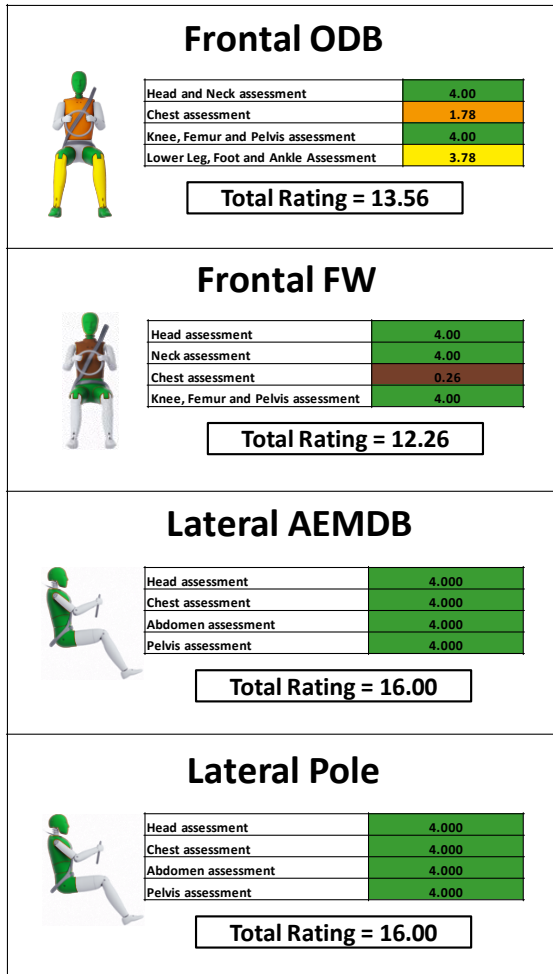 Frontal ODB
Head and Neck assessment 4.00
Chest assessment 1.78
Knee, Femur and Pelvis assessment 4.00
Lower Leg, Foot and Ankle Assessment 3.78
Total Rating = 13.56
Frontal FW
Head assessment 4.00
Neck assessment 4.00
Chest assessment 0.26
Knee, Femur and Pelvis assessment 4.00
Total Rating = 12.26
Lateral AEMDB
Head assessment 4.000
Chest assessment 4.000
Abdomen assessment 4.000
Pelvis assessment 4.000
Total Rating = 16.00
Lateral Pole
Head assessment 4.000
Chest assessment 4.000
Abdomen assessment 4.000
Pelvis assessment 4.000
Total Rating = 16.00